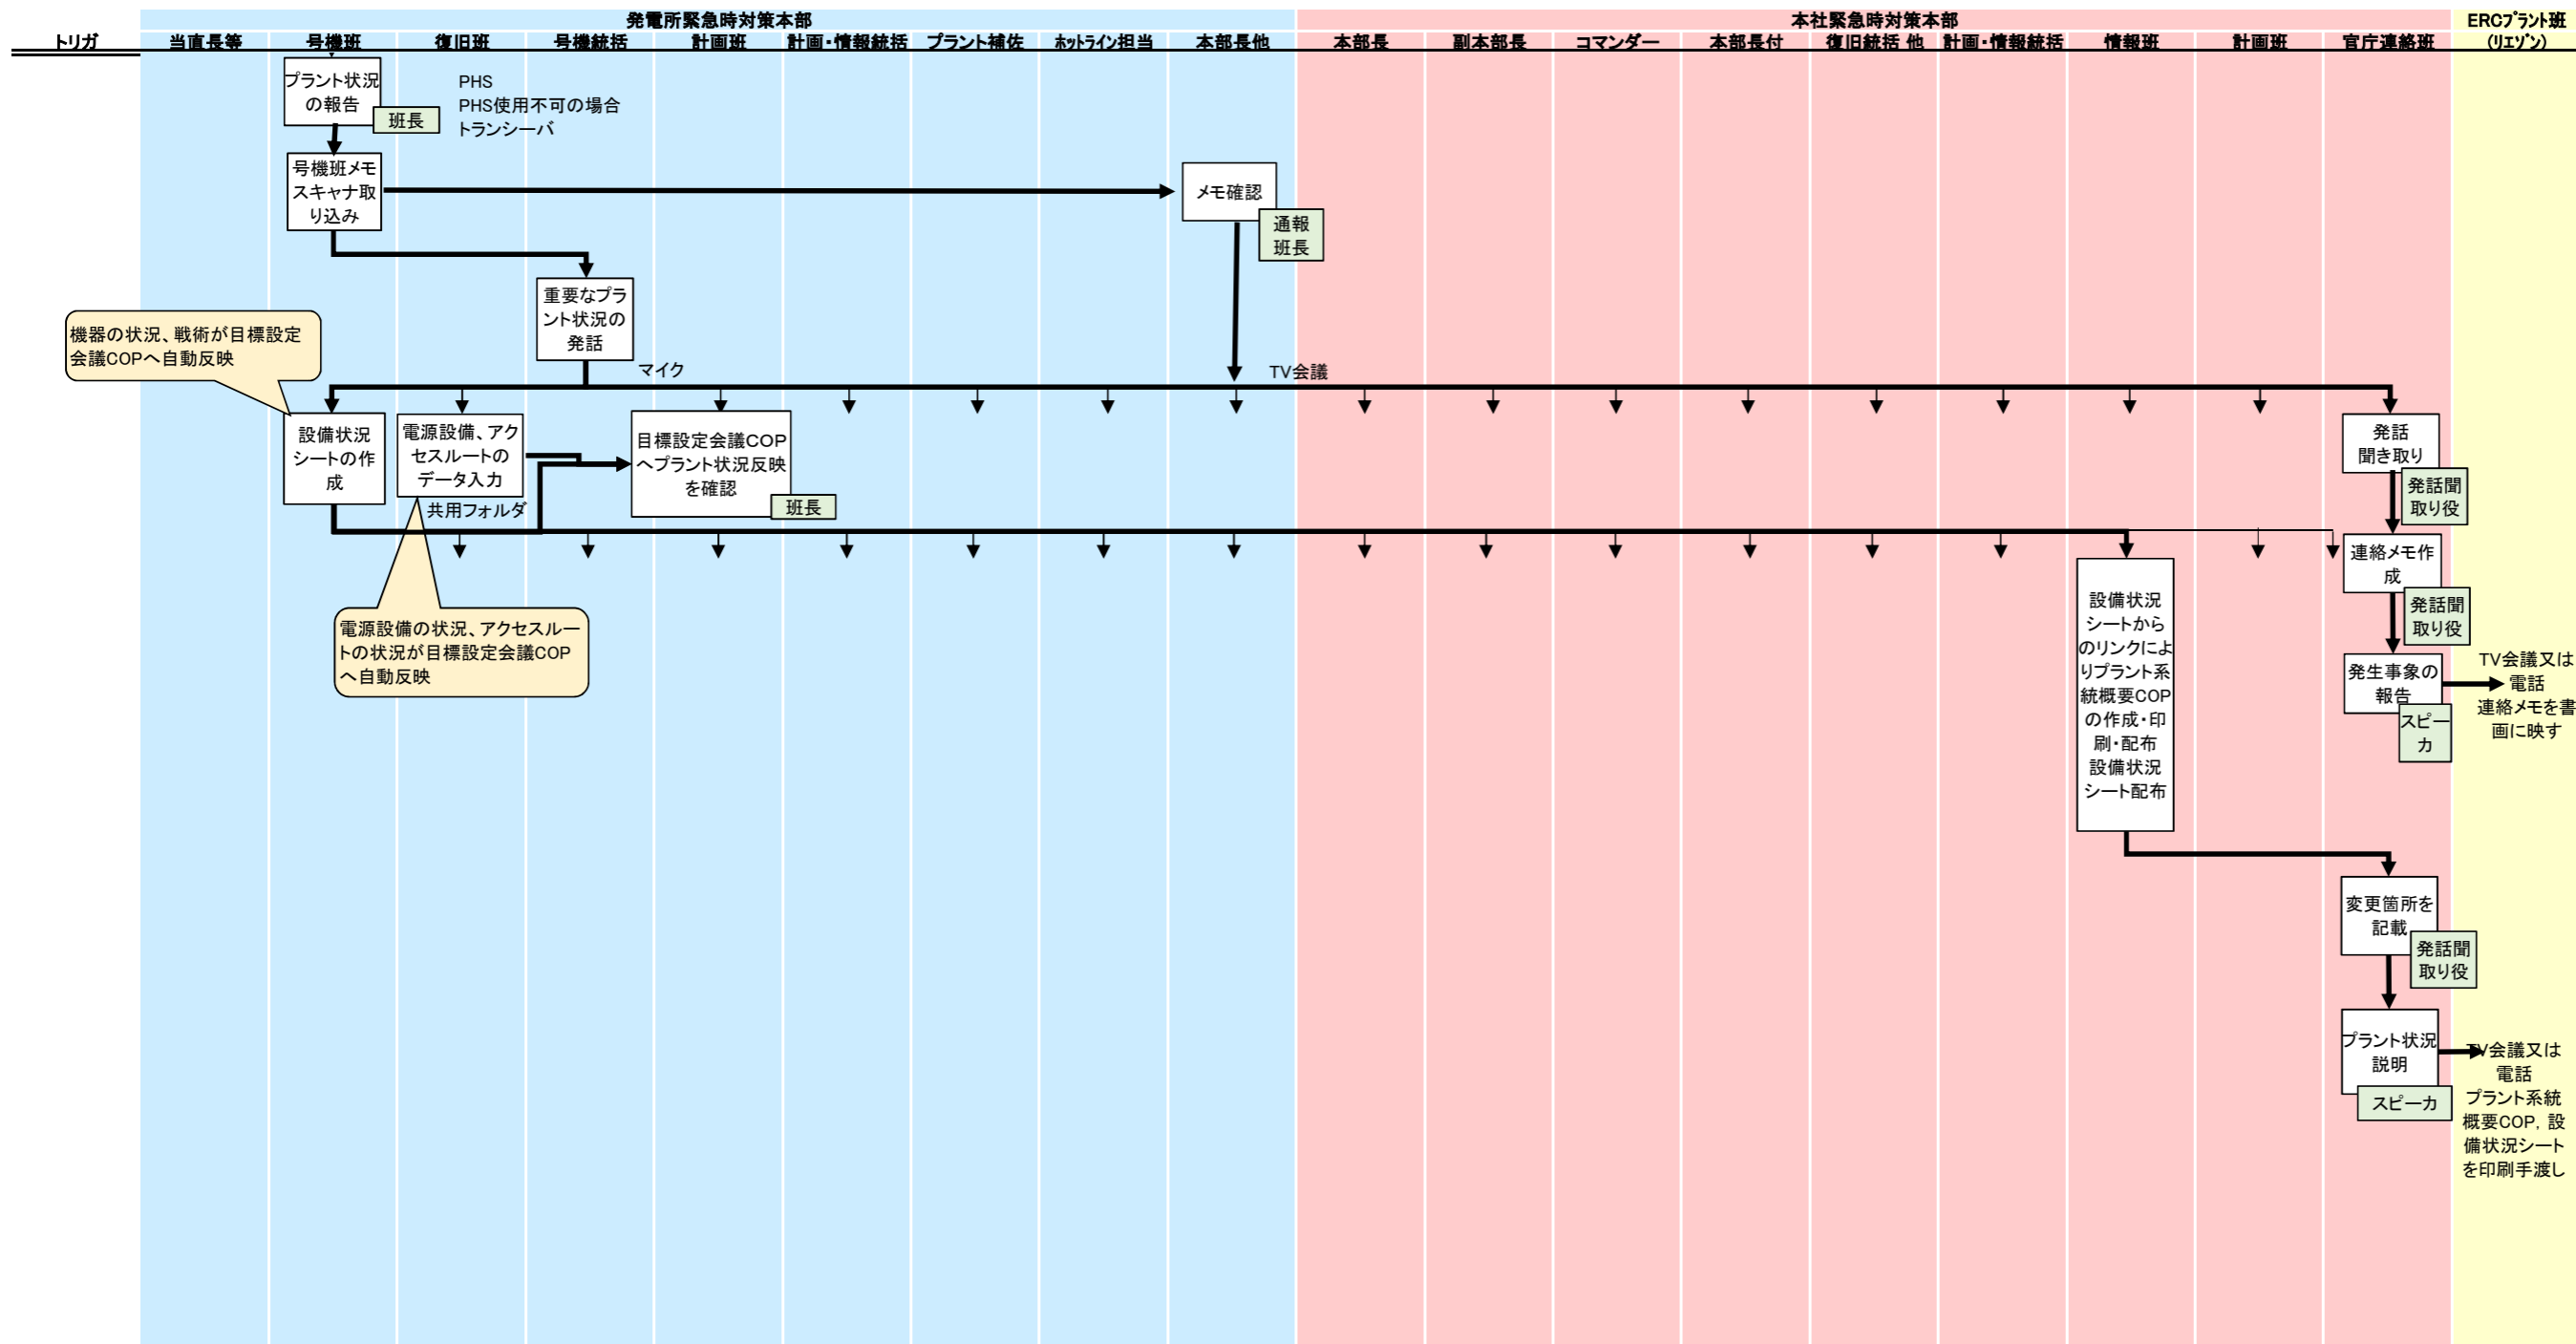 発電所緊急時対策本部
本社緊急時対策本部
ERCプラント班
(リエゾン)
トリガ
当直長等
号機班
復旧班
号機統括
計画班
計画・情報統括
プラント補佐
ホットライン担当
本部長他
本部長
副本部長
コマンダー
本部長付
復旧統括 他
計画・情報統括
情報班
計画班
官庁連絡班
プラント状況
の報告
班長
PHS
PHS使用不可の場合
トランシーバ
号機班メモ
スキャナ取
り込み
メモ確認
通報
班長
重要なプラ
ント状況の
発話
機器の状況、戦術が目標設定
会議COPへ自動反映
マイク
TV会議
設備状況
シートの作
成
電源設備、アク
セスルートの
データ入力
目標設定会議COP
へプラント状況反映
を確認
班長
発話
聞き取り
発話聞
取り役
共用フォルダ
連絡メモ作
成
発話聞
取り役
電源設備の状況、アクセスルー
トの状況が目標設定会議COP
へ自動反映
設備状況
シートから
のリンクによ
りプラント系
統概要COP
の作成・印
刷・配布
設備状況
シート配布
発生事象の
報告
スピー
カ
TV会議又は
電話
連絡メモを書
画に映す
変更箇所を
記載
発話聞
取り役
プラント状況
説明
スピーカ
TV会議又は
電話
プラント系統
概要COP，設
備状況シート
を印刷手渡し